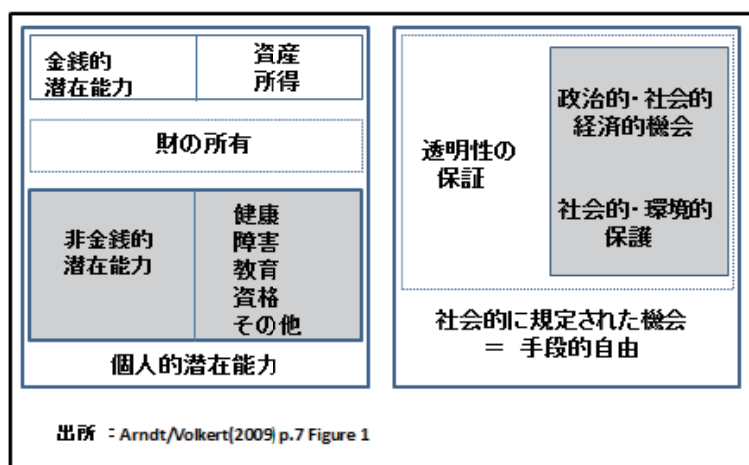 金銭的
潜在能力
資産
所得
財の所有
非金銭的
潜在能力
健康
障害
教育
資格
その他
個人的潜在能力
透明性の
保証
政治的・社会的
経済的機会
社会的・環境的
保護
社会的に規定された機会
＝ 手段的自由
出所 ：Arndt/Volkert(2009) p.7 Figure 1